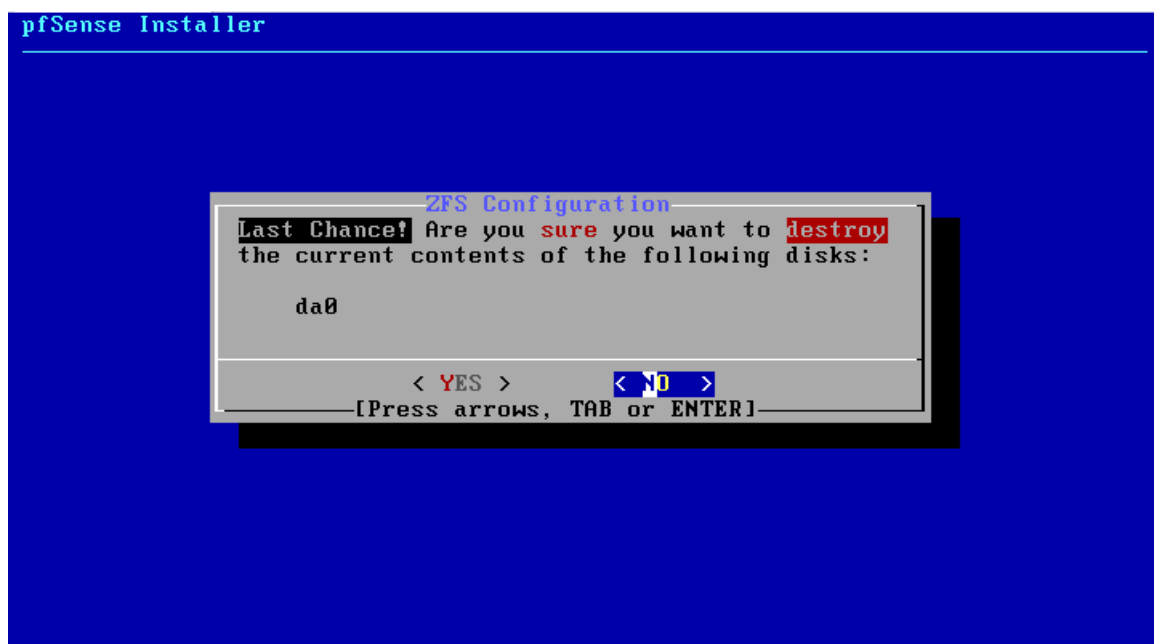 pfSense Installer
ZFS Configuration
Last Chance! Are you sure you want to destroy
the current contents of the following disks:
da0
< YES > < NO >
[Press arrows, TAB or ENTER]